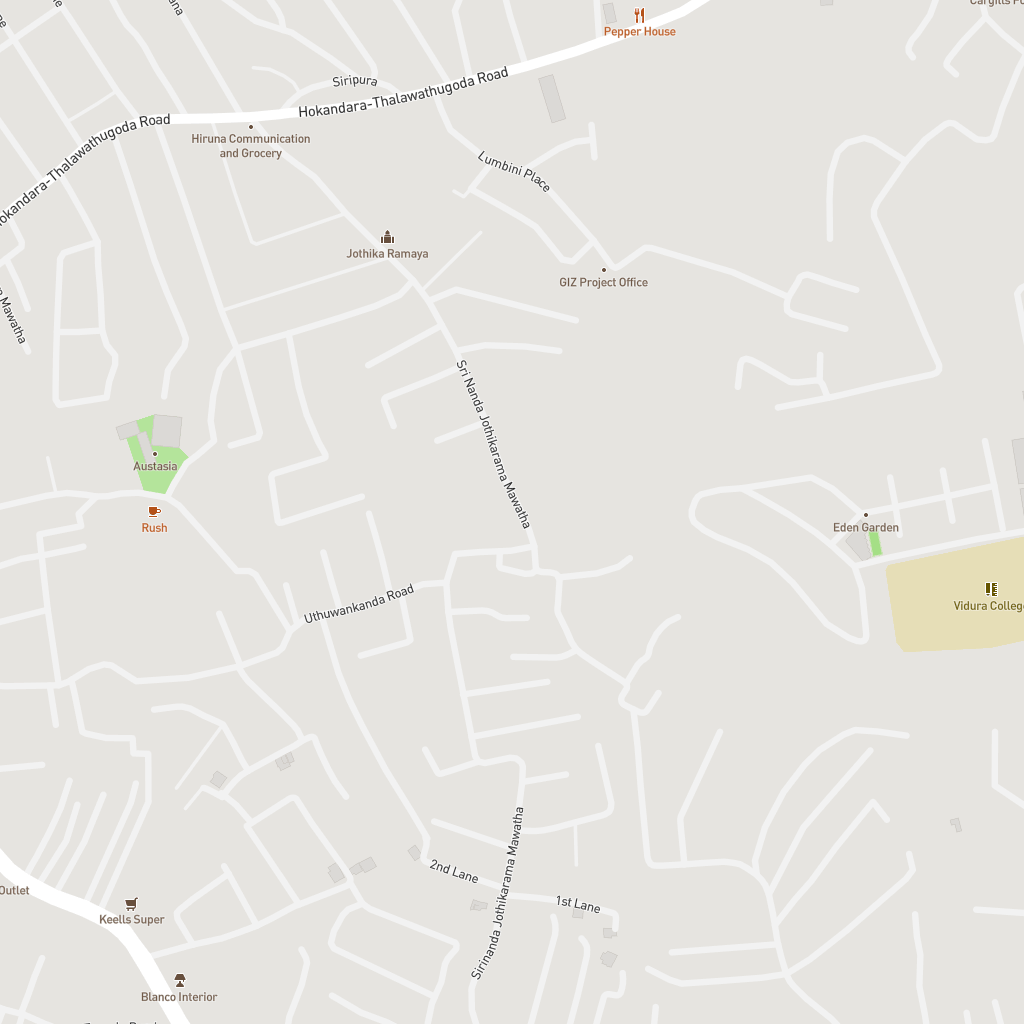 Pepper House
Siripura
Hokandara-Thalawathugoda Road
Hokandara-Thalawathugoda Road
Hiruna Communication
and Grocery
Lumbini Place
Jothika Ramaya
GIZ Project Office
Mawatha
Sri Nanda Jothikarama Mawatha
Austasia
Rush
Eden Garden
Vidura College
Uthuwankanda Road
2nd Lane
1st Lane
Sirinanda Jothikarama Mawatha
Outlet
Keells Super
Blanco Interior